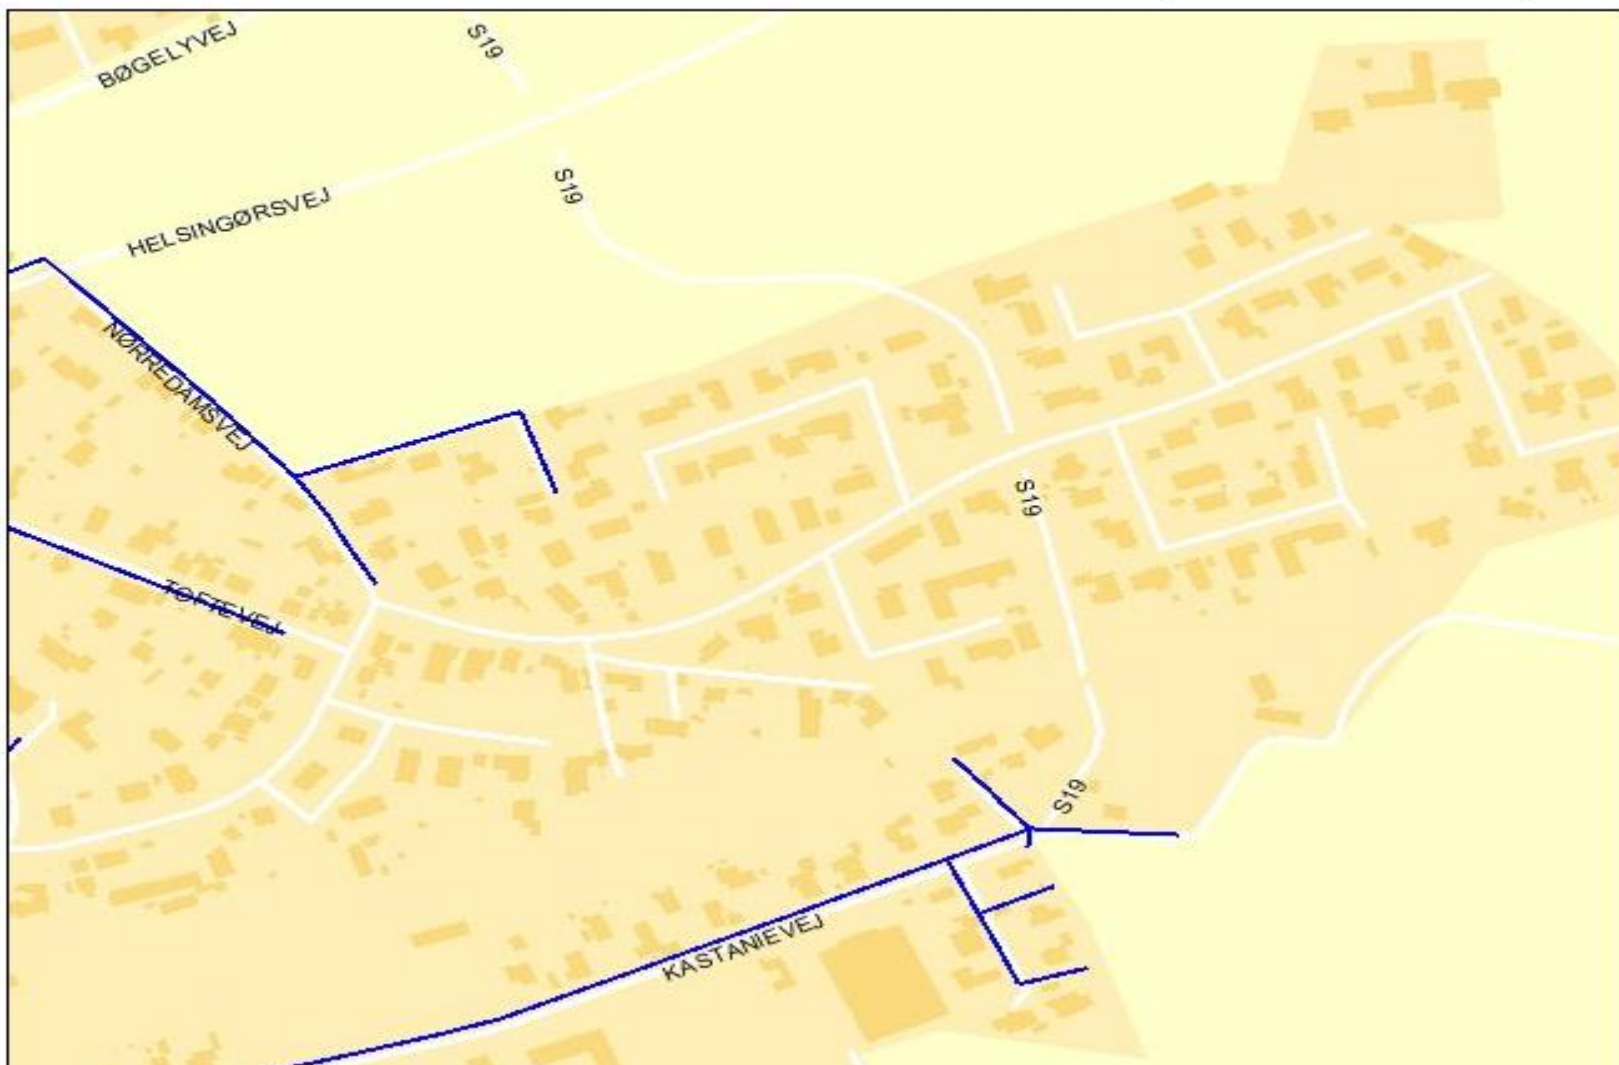 BØGELYVEJ
S19
S19
HELSINGØRSVEJ
NØRREDAMSVEJ
S19
TOFTEVEJ
S19
KASTANIEVEJ